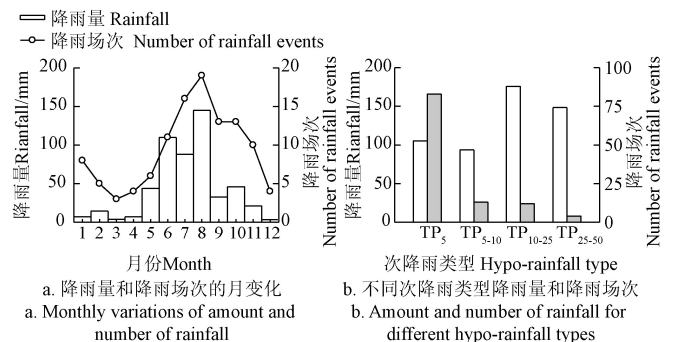 降雨量 Rainfall
降雨场次 Number of rainfall events
降雨量Rianfall/mm
200
150
100
50
0
20
15
10
5
0
降雨场次
Number of rainfall events
1 2 3 4 5 6 7 8 9 10 11 12
月份Month
a. 降雨量和降雨场次的月变化
a. Monthly variations of amount and
number of rainfall
降雨量Rianfall/mm
200
150
100
50
0
100
75
50
25
0
降雨场次
Number of rainfall events
TP5 TP5-10 TP10-25 TP25-50
次降雨类型 Hypo-rainfall type
b. 不同次降雨类型降雨量和降雨场次
b. Amount and number of rainfall for
different hypo-rainfall types